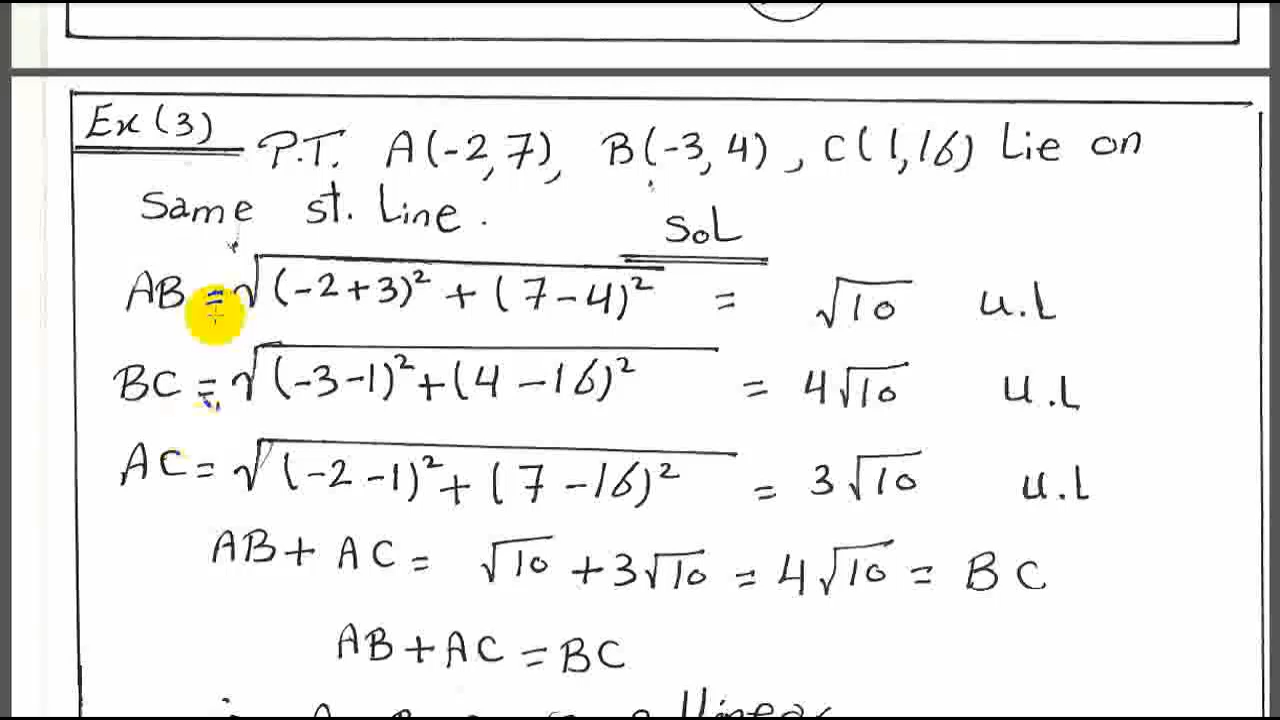 Ex (3) P.T. A(-2,7), B(-3,4), C(1,16) Lie on
Same st. Line.
SoL
AB = √(-2+3)² + (7-4)² = √10 u.L
BC = √(-3-1)² + (4-16)² = 4√10 u.L
AC = √(-2-1)² + (7-16)² = 3√10 u.L
AB + AC = √10 + 3√10 = 4√10 = BC
AB + AC = BC